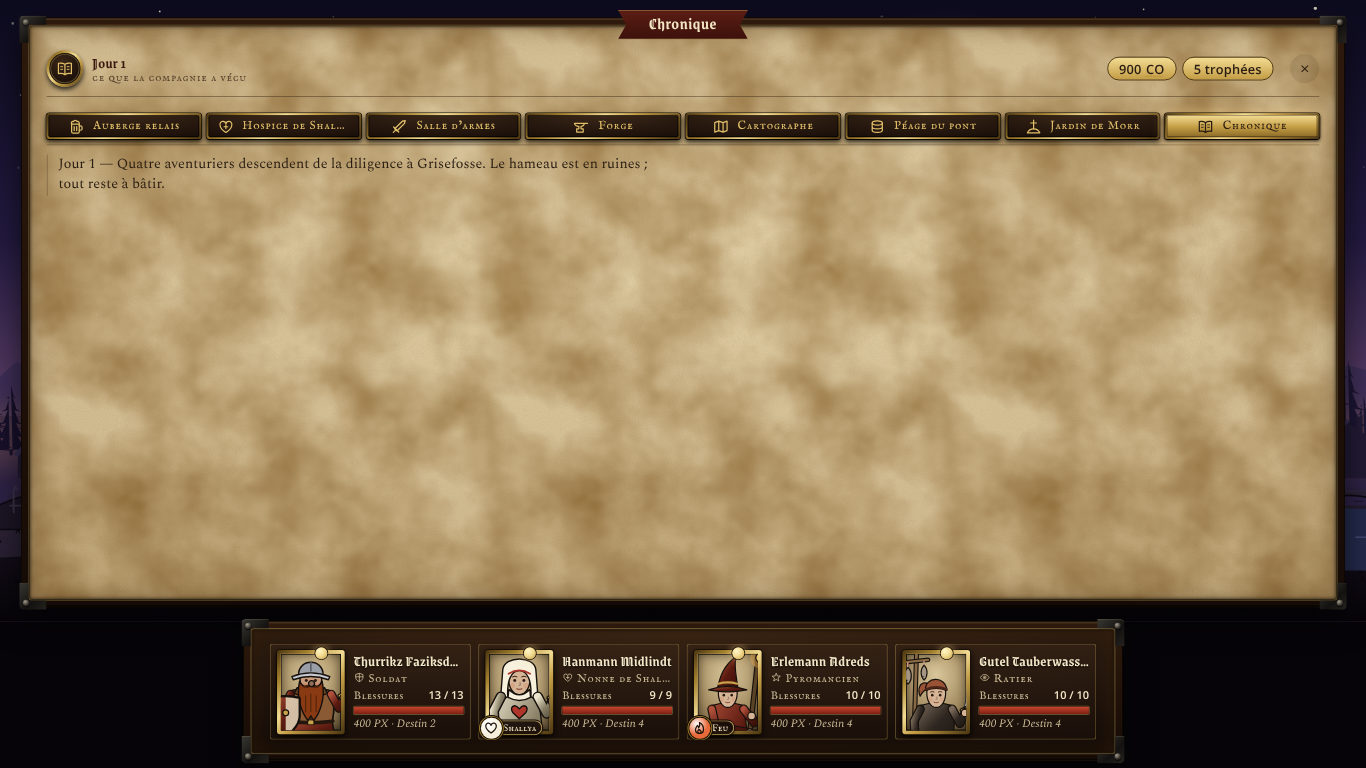 Chronique
Jour 1
CE QUE LA COMPAGNIE A VÉCU
900 CO
5 trophées
×
Auberge relais
Hospice de Shal…
Salle d'armes
Forge
Cartographe
Péage du pont
Jardin de Morr
Chronique
Jour 1 — Quatre aventuriers descendent de la diligence à Grisefosse. Le hameau est en ruines ;
tout reste à bâtir.
Thurrikz Faziksd…
Soldat
Blessures 13 / 13
400 PX · Destin 2
Hanmann Midlindt
Nonne de Shal…
Blessures 9 / 9
400 PX · Destin 4
Shallya
Erlemann Adreds
Pyromancien
Blessures 10 / 10
400 PX · Destin 4
Feu
Gutel Tauberwass…
Ratier
Blessures 10 / 10
400 PX · Destin 4